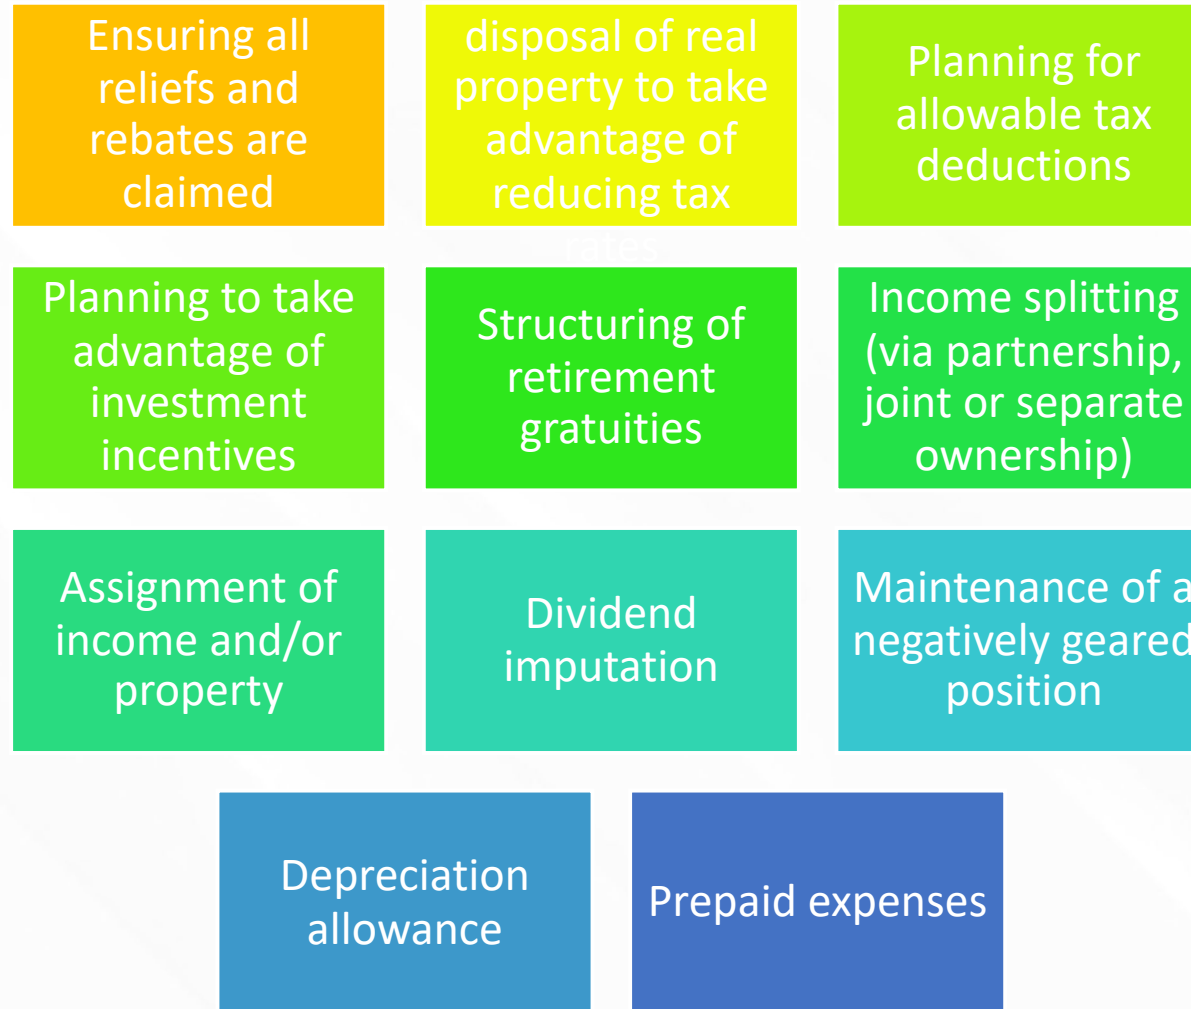 Ensuring all
reliefs and
rebates are
claimed
disposal of real
property to take
advantage of
reducing tax
rates
Planning for
allowable tax
deductions
Planning to take
advantage of
investment
incentives
Structuring of
retirement
gratuities
Income splitting
(via partnership,
joint or separate
ownership)
Assignment of
income and/or
property
Dividend
imputation
Maintenance of a
negatively geared
position
Depreciation
allowance
Prepaid expenses